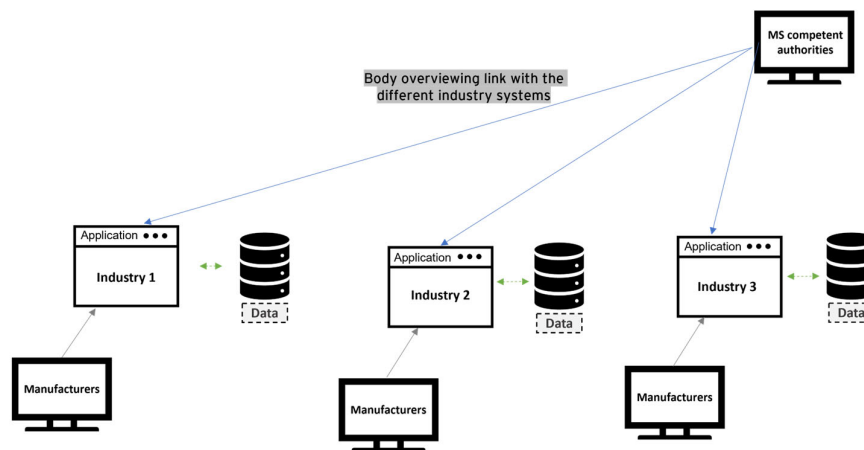 MS competent
authorities
Body overviewing link with the
different industry systems
Application
Industry 1
Data
Application
Industry 2
Data
Application
Industry 3
Data
Manufacturers
Manufacturers
Manufacturers